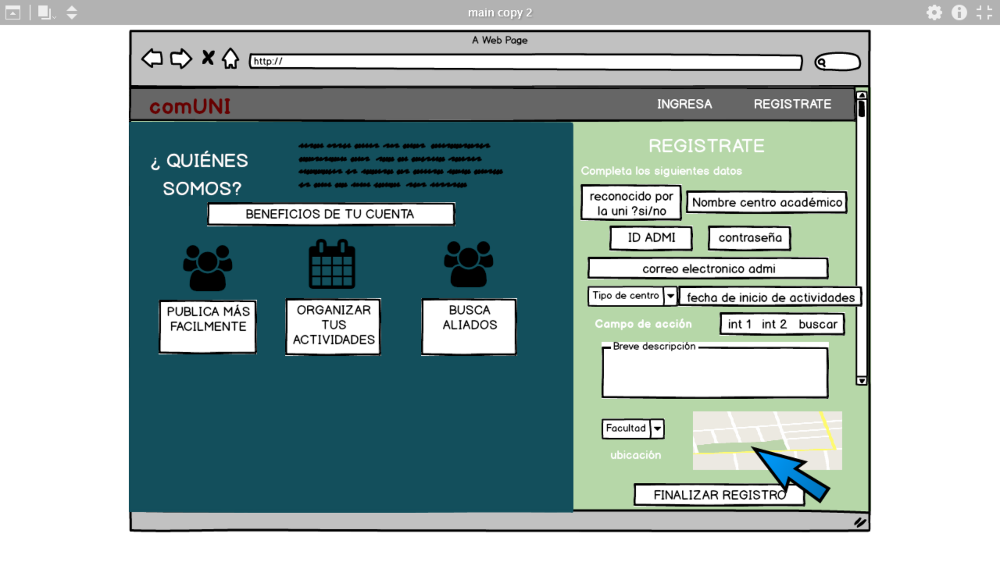 main copy 2
A Web Page
http://
comUNI
INGRESA
REGISTRATE
¿ QUIÉNES
SOMOS?
BENEFICIOS DE TU CUENTA
PUBLICA MÁS
FACILMENTE
ORGANIZAR
TUS
ACTIVIDADES
BUSCA
ALIADOS
REGISTRATE
Completa los siguientes datos
reconocido por
la uni ?si/no
Nombre centro académico
ID ADMI
contraseña
correo electronico admi
Tipo de centro
fecha de inicio de actividades
Campo de acción
int 1 int 2 buscar
Breve descripción
Facultad
ubicación
FINALIZAR REGISTRO